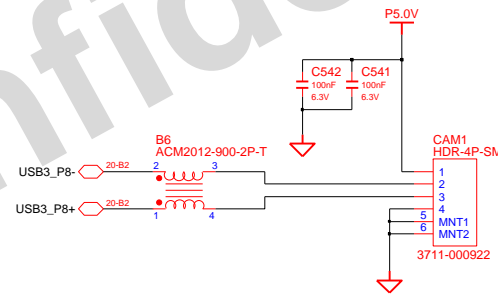 nfide
P5.0V
C542
100nF
6.3V
C541
100nF
6.3V
B6
ACM2012-900-2P-T
CAM1
HDR-4P-SM
USB3_P8-
20-B2
2
3
1
2
USB3_P8+
20-B2
1
4
3
4
5
MNT1
6
MNT2
3711-000922